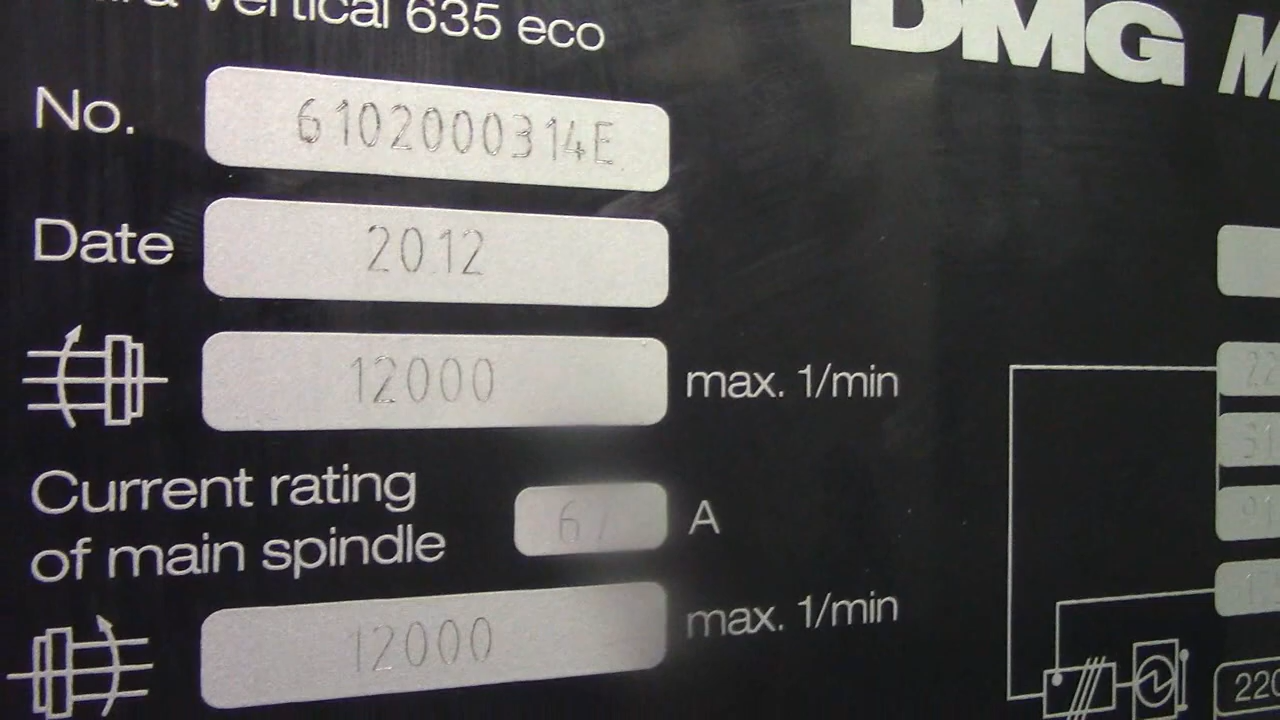 Vertical 635 eco
DMG M
No. 6102000314E
Date 2012
12000 max. 1/min
Current rating
of main spindle A
12000 max. 1/min
220